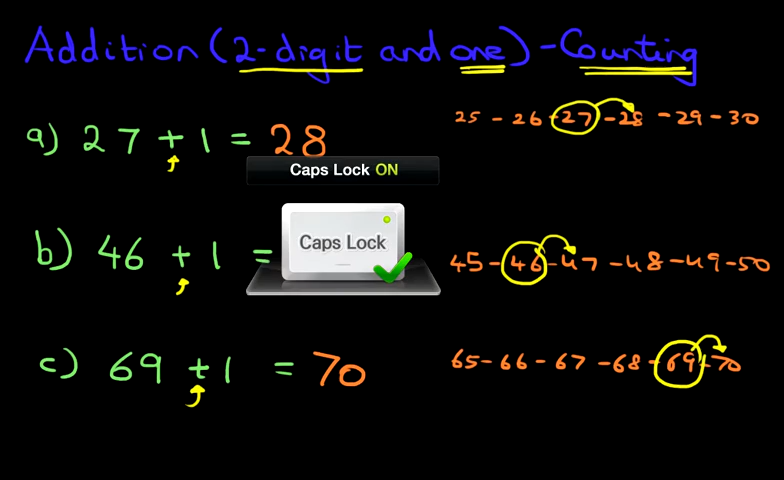 Addition (2-digit and one) - Counting
a) 27 + 1 = 28
25 - 26 - 27 - 28 - 29 - 30
Caps Lock ON
Caps Lock
b) 46 + 1 =
45 - 46 - 47 - 48 - 49 - 50
c) 69 + 1 = 70
65 - 66 - 67 - 68 - 69 - 70